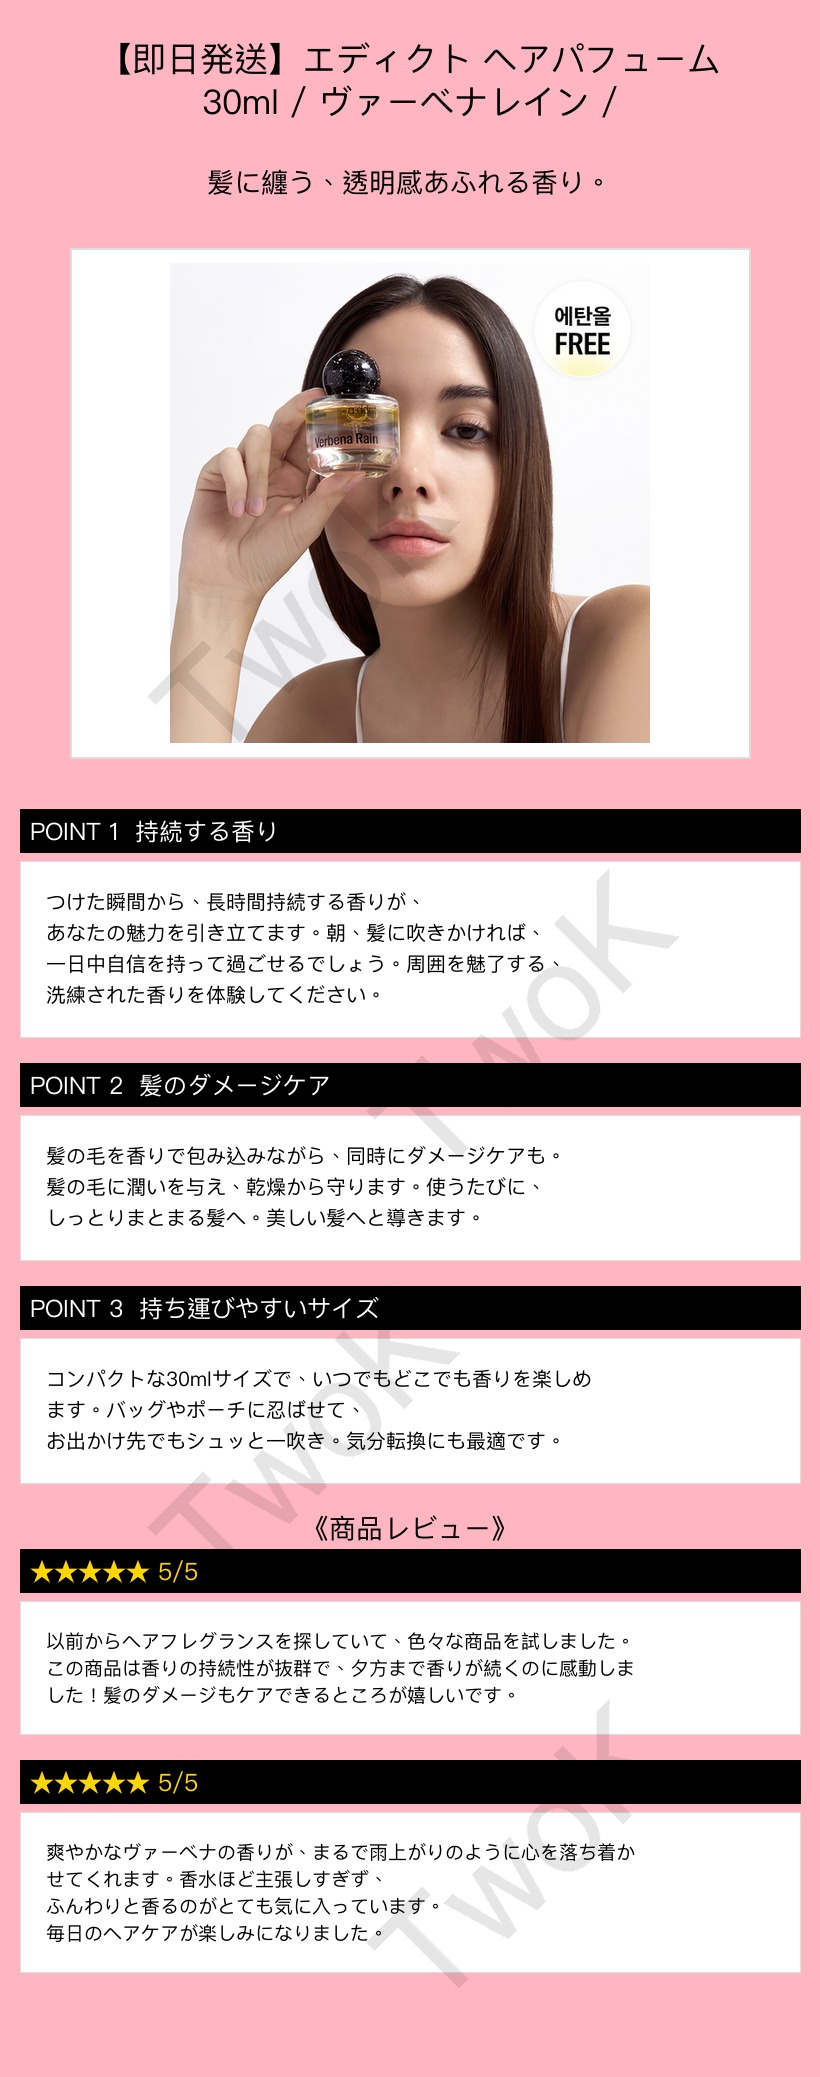 【即日発送】エディクト ヘアパフューム
30ml / ヴァーベナレイン /
髪に纏う、透明感あふれる香り。
에탄올
FREE
Verbena Rain
TwoK
POINT 1 持続する香り
つけた瞬間から、長時間持続する香りが、
あなたの魅力を引き立てます。朝、髪に吹きかければ、
一日中自信を持って過ごせるでしょう。周囲を魅了する、
洗練された香りを体験してください。
TwoK
POINT 2 髪のダメージケア
髪の毛を香りで包み込みながら、同時にダメージケアも。
髪の毛に潤いを与え、乾燥から守ります。使うたびに、
しっとりまとまる髪へ。美しい髪へと導きます。
POINT 3 持ち運びやすいサイズ
コンパクトな30mlサイズで、いつでもどこでも香りを楽しめ
ます。バッグやポーチに忍ばせて、
お出かけ先でもシュッと一吹き。気分転換にも最適です。
TwoK
《商品レビュー》
★★★★★ 5/5
以前からヘアフレグランスを探していて、色々な商品を試しました。
この商品は香りの持続性が抜群で、夕方まで香りが続くのに感動しま
した！髪のダメージもケアできるところが嬉しいです。
★★★★★ 5/5
爽やかなヴァーベナの香りが、まるで雨上がりのように心を落ち着か
せてくれます。香水ほど主張しすぎず、
ふんわりと香るのがとても気に入っています。
毎日のヘアケアが楽しみになりました。
TwoK